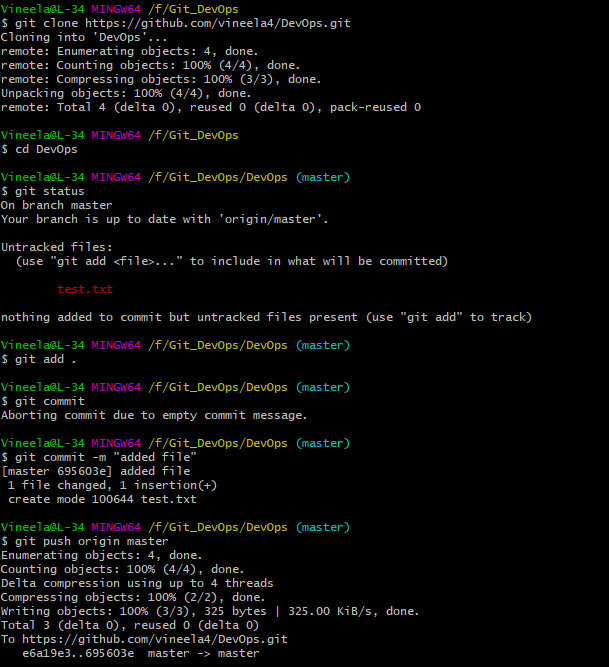 Vineela@L-34 MINGW64 /f/Git_DevOps
$ git clone https://github.com/vineela4/DevOps.git
Cloning into 'DevOps'...
remote: Enumerating objects: 4, done.
remote: Counting objects: 100% (4/4), done.
remote: Compressing objects: 100% (3/3), done.
Unpacking objects: 100% (4/4), done.
remote: Total 4 (delta 0), reused 0 (delta 0), pack-reused 0

Vineela@L-34 MINGW64 /f/Git_DevOps
$ cd DevOps

Vineela@L-34 MINGW64 /f/Git_DevOps/DevOps (master)
$ git status
On branch master
Your branch is up to date with 'origin/master'.

Untracked files:
  (use "git add <file>..." to include in what will be committed)

        test.txt

nothing added to commit but untracked files present (use "git add" to track)

Vineela@L-34 MINGW64 /f/Git_DevOps/DevOps (master)
$ git add .

Vineela@L-34 MINGW64 /f/Git_DevOps/DevOps (master)
$ git commit
Aborting commit due to empty commit message.

Vineela@L-34 MINGW64 /f/Git_DevOps/DevOps (master)
$ git commit -m "added file"
[master 695603e] added file
 1 file changed, 1 insertion(+)
 create mode 100644 test.txt

Vineela@L-34 MINGW64 /f/Git_DevOps/DevOps (master)
$ git push origin master
Enumerating objects: 4, done.
Counting objects: 100% (4/4), done.
Delta compression using up to 4 threads
Compressing objects: 100% (2/2), done.
Writing objects: 100% (3/3), 325 bytes | 325.00 KiB/s, done.
Total 3 (delta 0), reused 0 (delta 0)
To https://github.com/vineela4/DevOps.git
   e6a19e3..695603e  master -> master